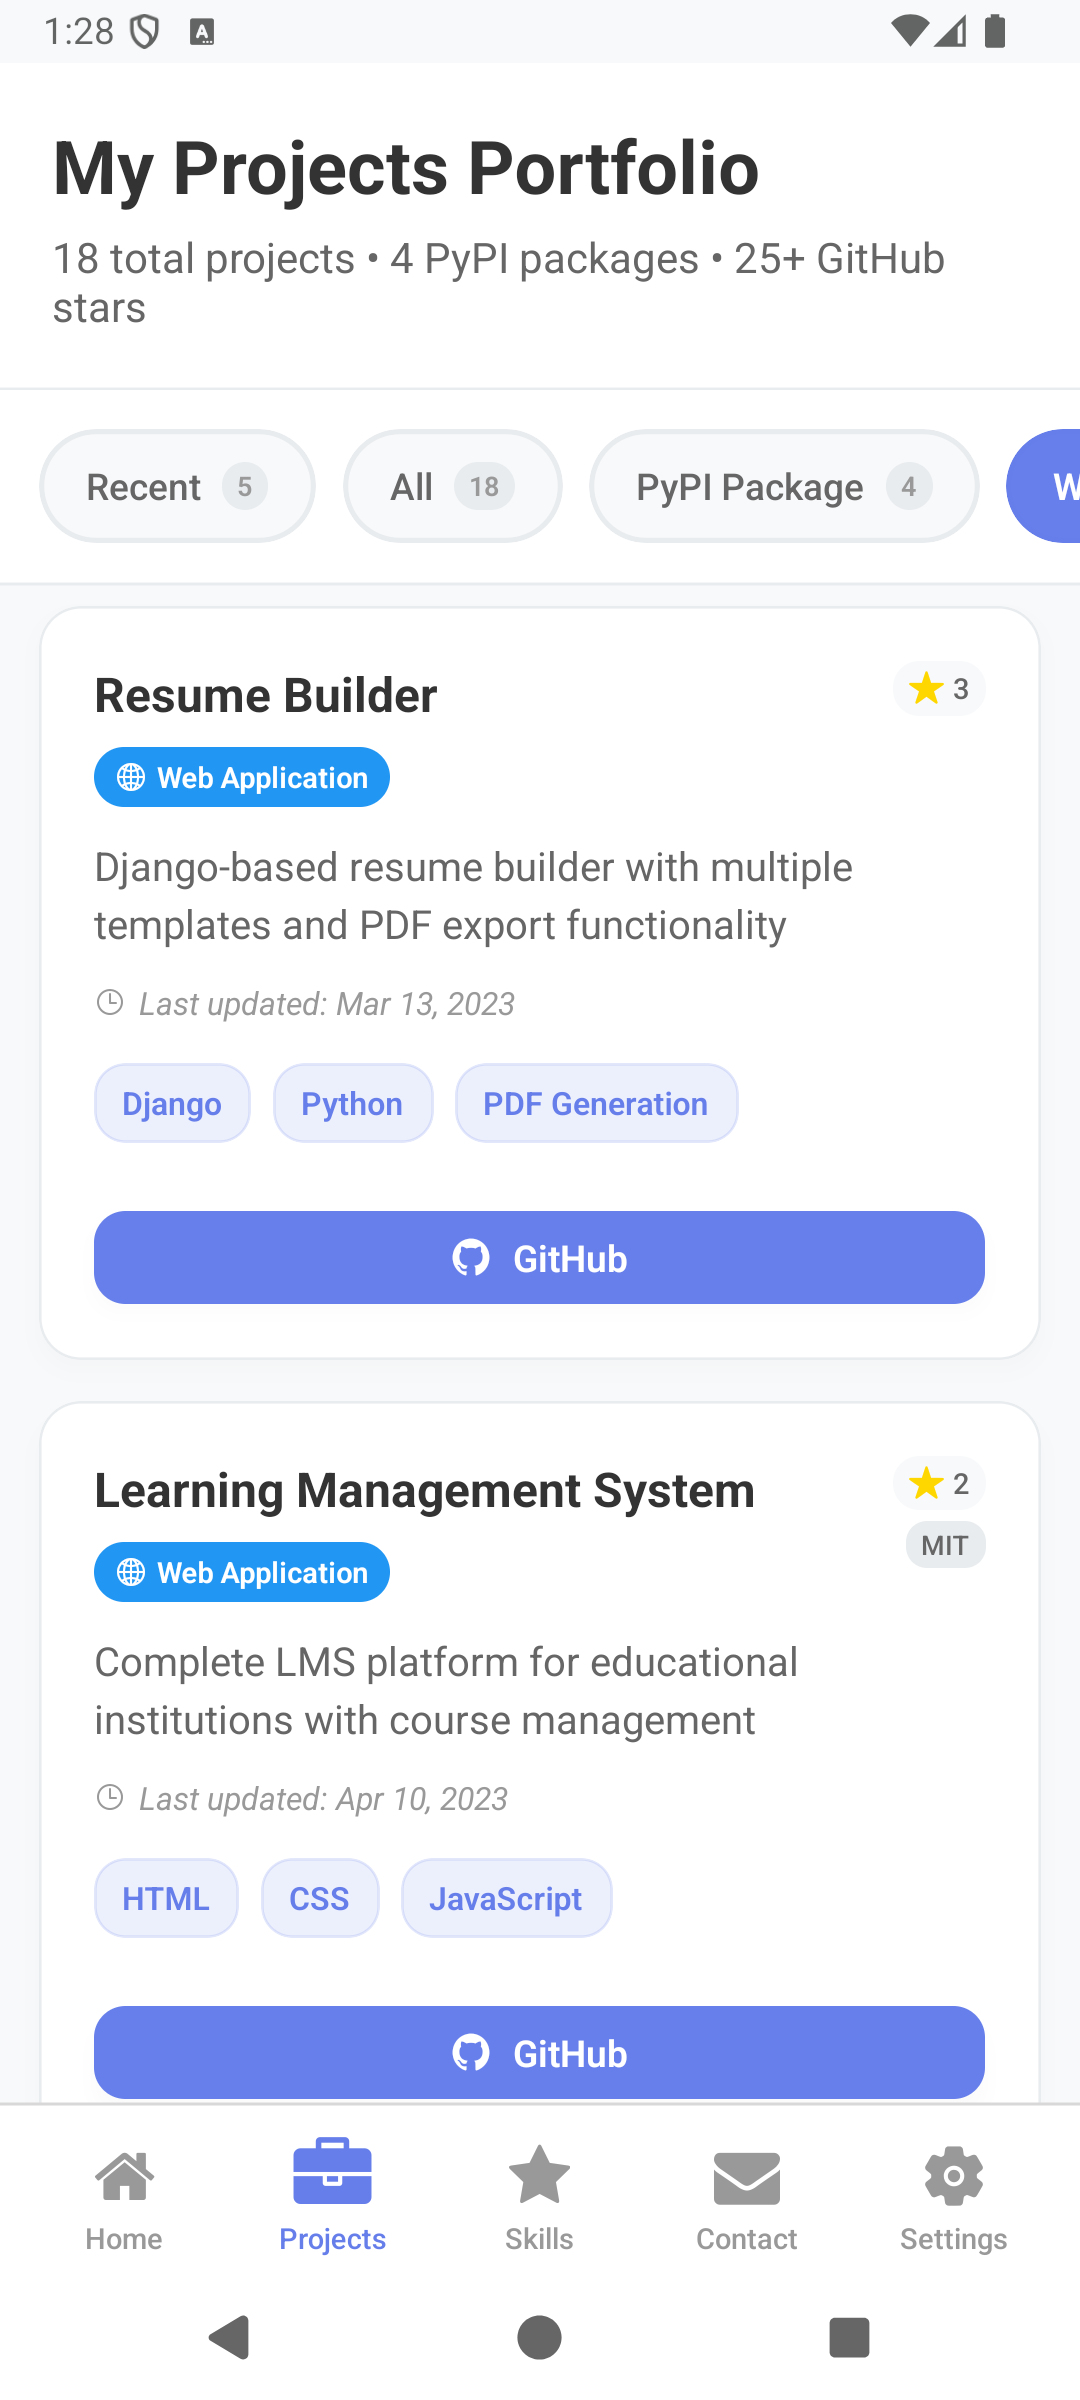 1:28
My Projects Portfolio
18 total projects • 4 PyPI packages • 25+ GitHub
stars
Recent 5 All 18 PyPI Package 4 W
Resume Builder 3
Web Application
Django-based resume builder with multiple
templates and PDF export functionality
Last updated: Mar 13, 2023
Django Python PDF Generation
GitHub
Learning Management System 2
MIT
Web Application
Complete LMS platform for educational
institutions with course management
Last updated: Apr 10, 2023
HTML CSS JavaScript
GitHub
Home Projects Skills Contact Settings